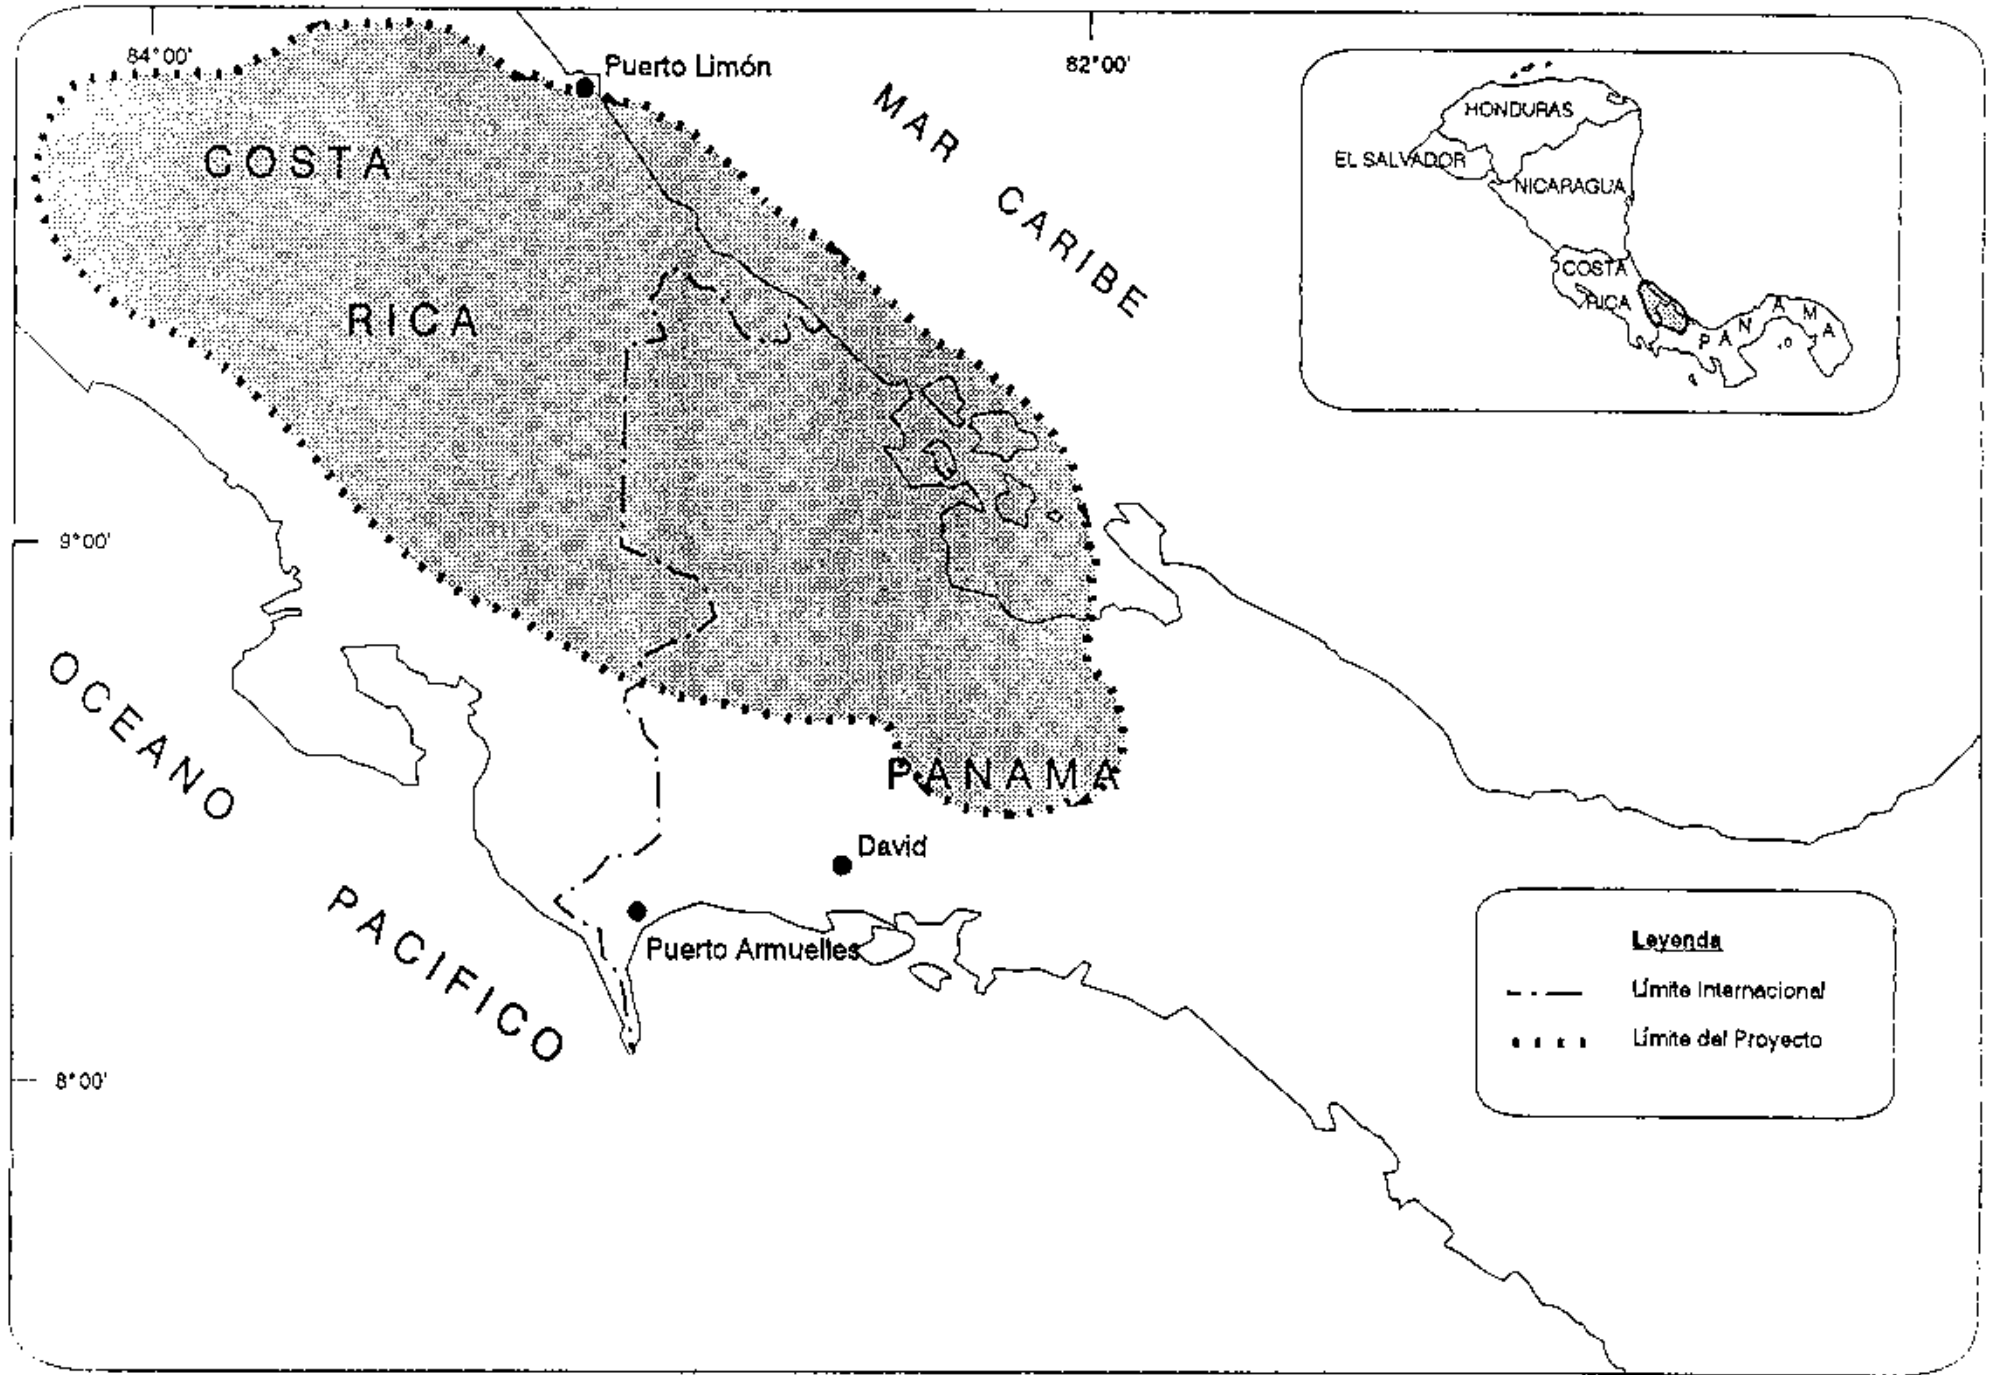 84°00'
82°00'
Puerto Limón
MAR CARIBE
COSTA
RICA
HONDURAS
EL SALVADOR
NICARAGUA
COSTA
RICA
PANAMA
9°00'
OCEANO
PACIFICO
PANAMA
David
Puerto Armuelles
8°00'
Leyenda
Límite Internacional
Límite del Proyecto